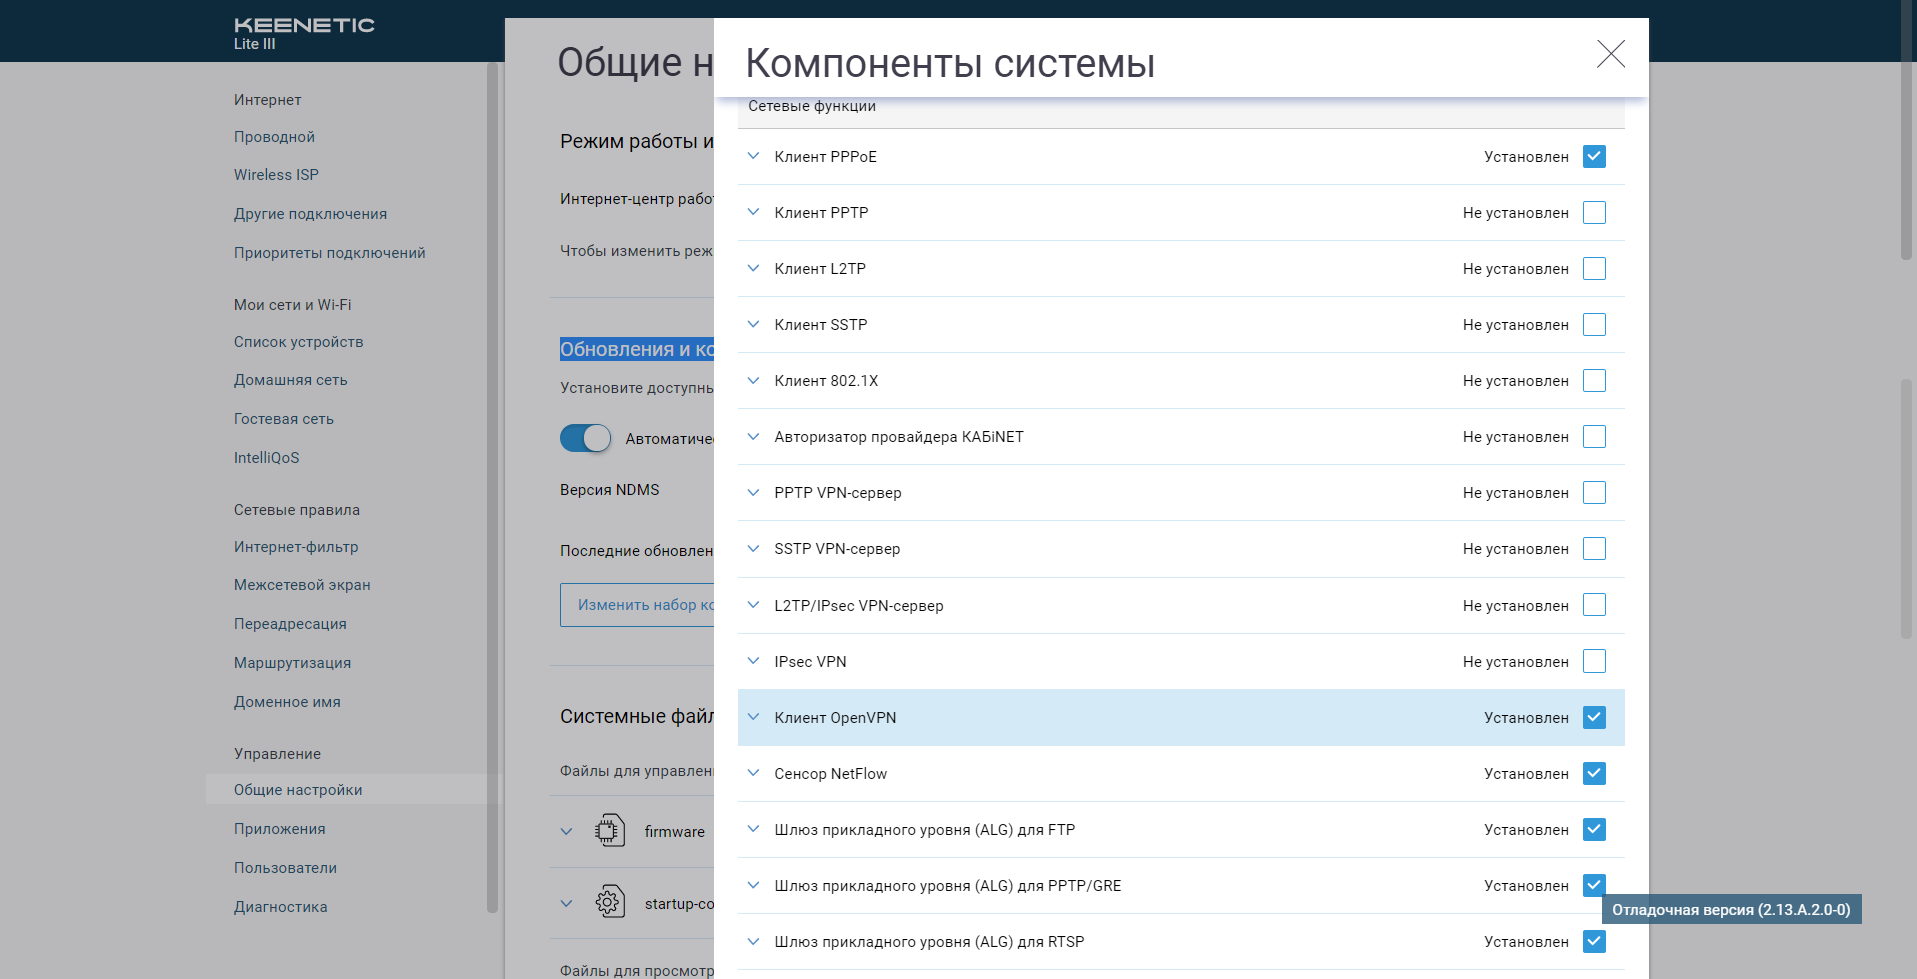 KEENETIC
Lite III
Интернет
Проводной
Wireless ISP
Другие подключения
Приоритеты подключений
Мои сети и Wi-Fi
Список устройств
Домашняя сеть
Гостевая сеть
IntelliQoS
Сетевые правила
Интернет-фильтр
Межсетевой экран
Переадресация
Маршрутизация
Доменное имя
Управление
Общие настройки
Приложения
Пользователи
Диагностика
Общие н
Режим работы и
Интернет-центр рабо
Чтобы изменить реж
Обновления и ко
Установите доступны
Автоматиче
Версия NDMS
Последние обновлен
Изменить набор ко
Системные файл
Файлы для управлен
firmware
startup-co
Файлы для просмотр
Компоненты системы
Сетевые функции
Клиент PPPoE Установлен
Клиент PPTP Не установлен
Клиент L2TP Не установлен
Клиент SSTP Не установлен
Клиент 802.1X Не установлен
Авторизатор провайдера КАБiNET Не установлен
PPTP VPN-сервер Не установлен
SSTP VPN-сервер Не установлен
L2TP/IPsec VPN-сервер Не установлен
IPsec VPN Не установлен
Клиент OpenVPN Установлен
Сенсор NetFlow Установлен
Шлюз прикладного уровня (ALG) для FTP Установлен
Шлюз прикладного уровня (ALG) для PPTP/GRE Установлен
Отладочная версия (2.13.A.2.0-0)
Шлюз прикладного уровня (ALG) для RTSP Установлен